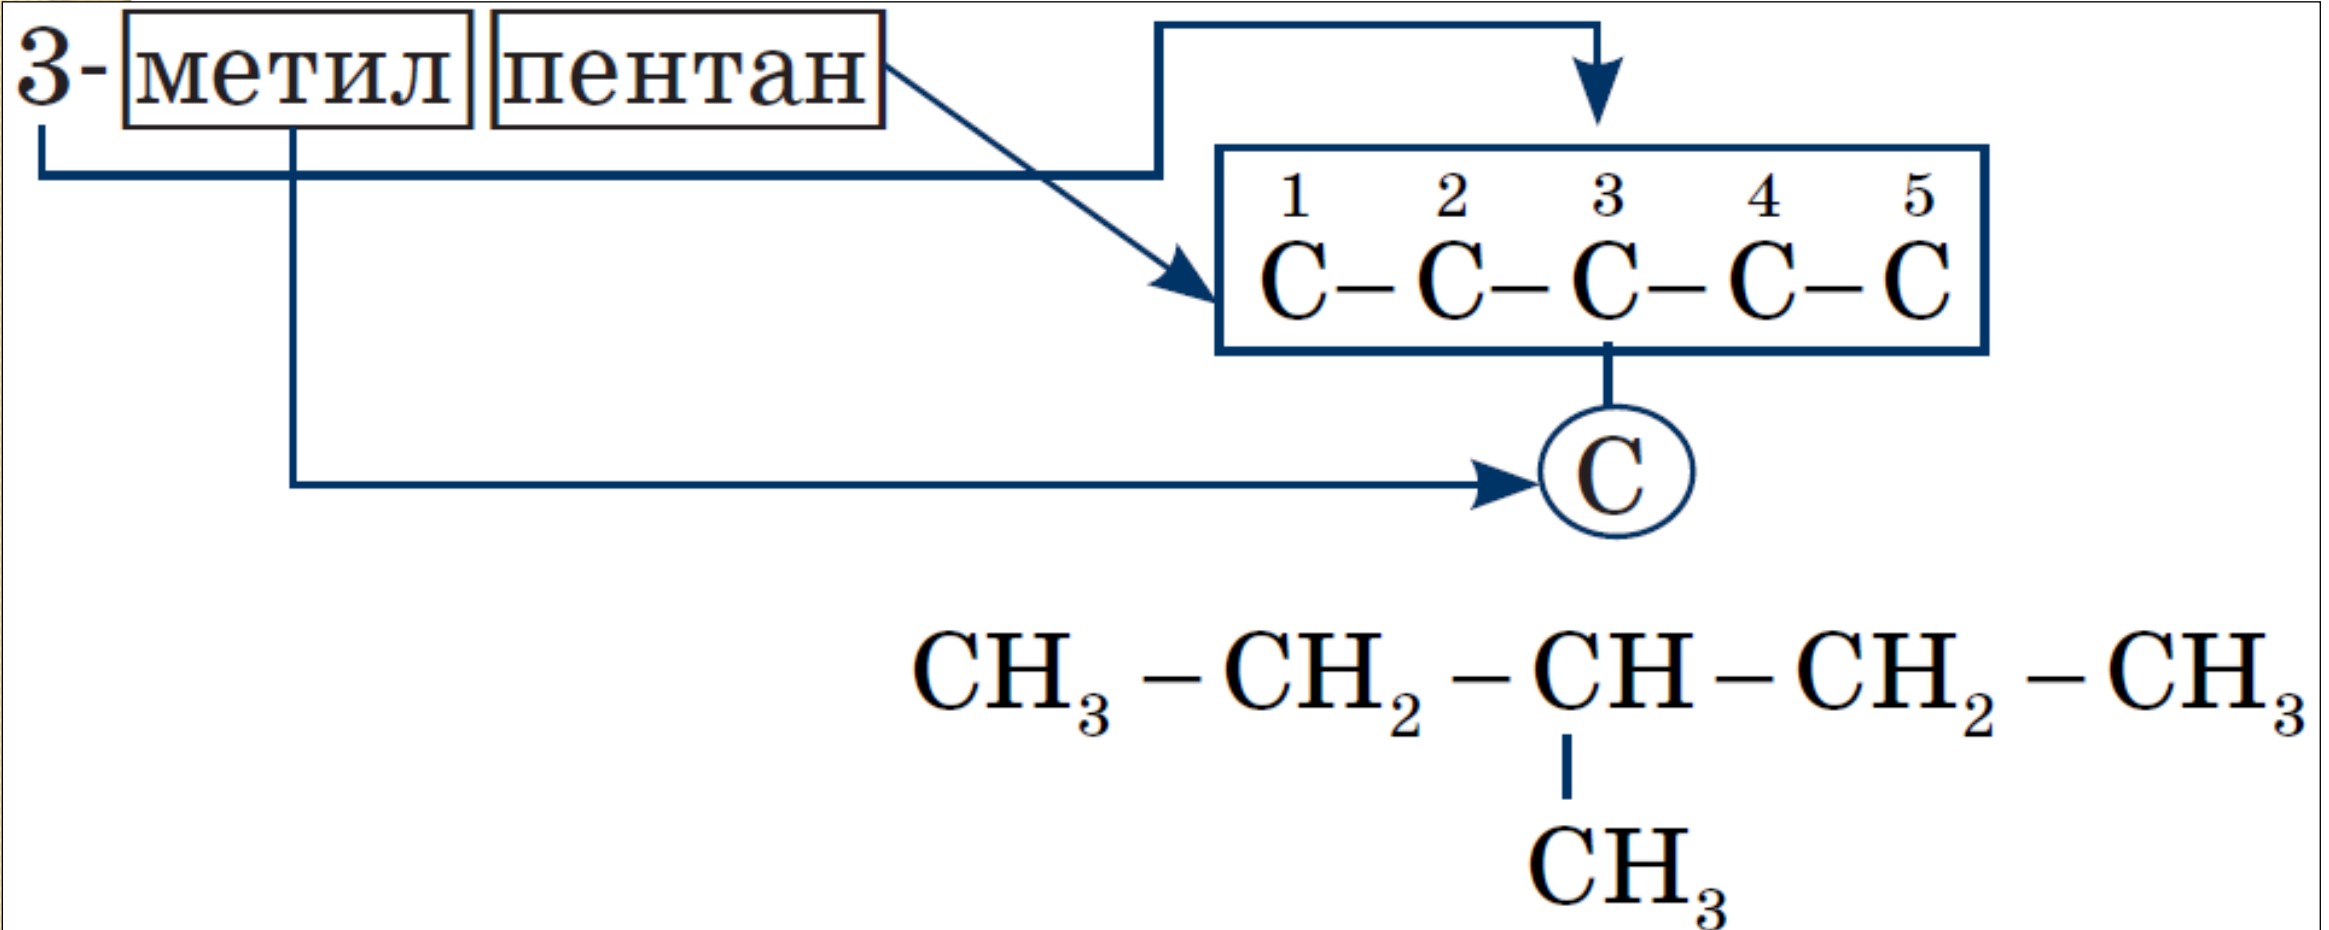 3-метил пентан
1 2 3 4 5
C–C–C–C–C
C
CH₃–CH₂–CH–CH₂–CH₃
CH₃